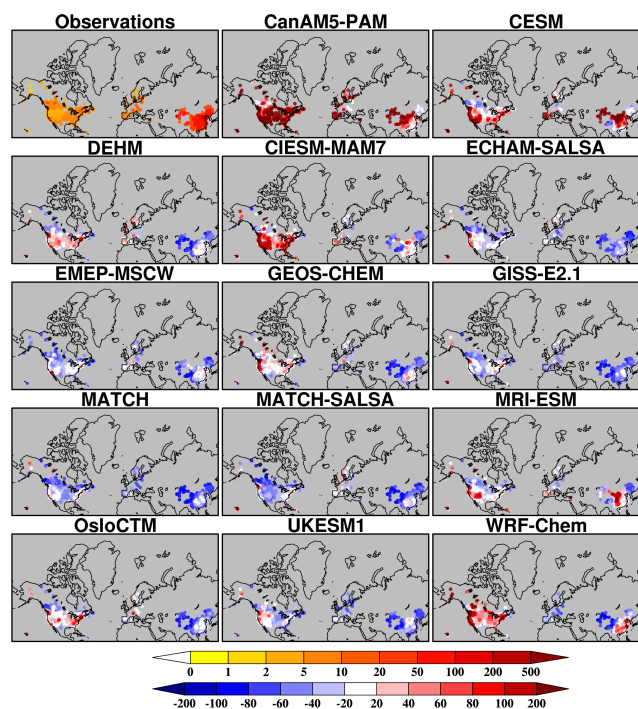 Observations CanAM5-PAM CESM
DEHM CIESM-MAM7 ECHAM-SALSA
EMEP-MSCW GEOS-CHEM GISS-E2.1
MATCH MATCH-SALSA MRI-ESM
OsloCTM UKESM1 WRF-Chem
0 1 2 5 10 20 50 100 200 500
-200 -100 -80 -60 -40 -20 20 40 60 80 100 200